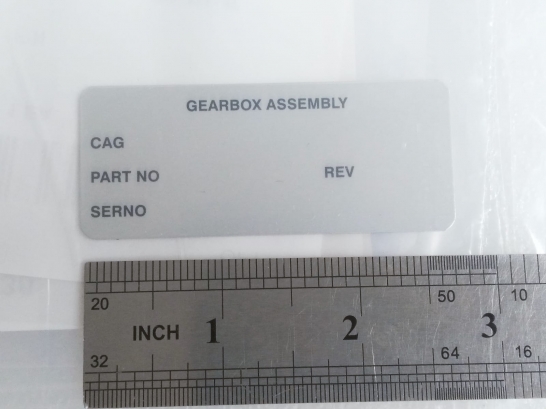 GEARBOX ASSEMBLY
CAG
PART NO REV
SERNO
20 50 10
INCH 1 2 3
32 64 16